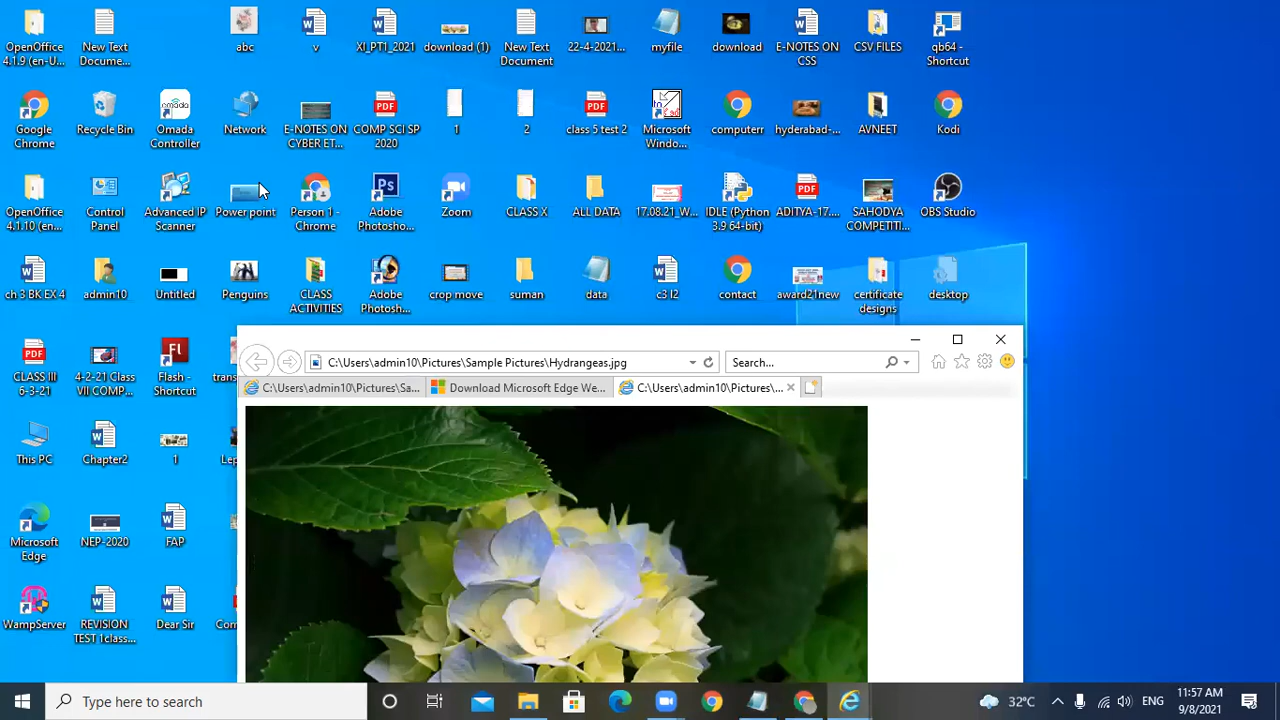 OpenOffice
4.1.9 (en-U...
New Text
Docume...
abc
v
XI_PT1_2021
download (1)
New Text
Document
22-4-2021...
myfile
download
E-NOTES ON
CSS
CSV FILES
qb64 -
Shortcut
Google
Chrome
Recycle Bin
omada
Omada
Controller
Network
E-NOTES ON
CYBER ET...
PDF
COMP SCI SP
2020
1
2
PDF
class 5 test 2
Microsoft
Windo...
computerr
hyderabad-...
AVNEET
Kodi
OpenOffice
4.1.10 (en...
Control
Panel
Advanced IP
Scanner
Power point
Person 1 -
Chrome
Ps
Adobe
Photosho...
Zoom
CLASS X
ALL DATA
17.08.21_W...
IDLE (Python
3.9 64-bit)
PDF
ADITYA-17....
SAHODYA
COMPETITI...
OBS Studio
ch 3 BK EX 4
admin10
Untitled
Penguins
CLASS
ACTIVITIES
Adobe
Photosh...
crop move
suman
data
c3 l2
contact
award21new
certificate
designs
desktop
PDF
CLASS III
6-3-21
4-2-21 Class
VII COMP...
Flash -
Shortcut
C:\Users\admin10\Pictures\Sample Pictures\Hydrangeas.jpg
Search...
C:\Users\admin10\Pictures\Sa...
Download Microsoft Edge We...
C:\Users\admin10\Pictures\...
This PC
Chapter2
1
Microsoft
Edge
NEP-2020
FAP
WampServer
REVISION
TEST 1class...
Dear Sir
Type here to search
32°C
ENG
11:57 AM
9/8/2021